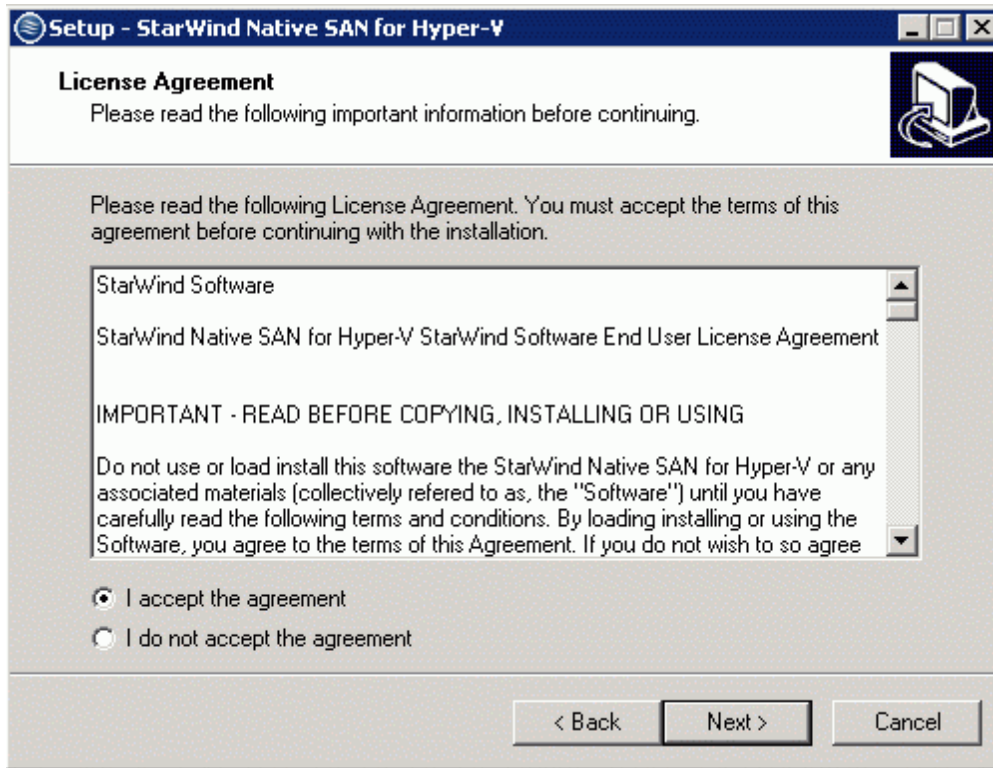 Setup - StarWind Native SAN for Hyper-V
License Agreement
Please read the following important information before continuing.
Please read the following License Agreement. You must accept the terms of this
agreement before continuing with the installation.
StarWind Software
StarWind Native SAN for Hyper-V StarWind Software End User License Agreement
IMPORTANT - READ BEFORE COPYING, INSTALLING OR USING
Do not use or load install this software the StarWind Native SAN for Hyper-V or any
associated materials (collectively refered to as, the "Software") until you have
carefully read the following terms and conditions. By loading installing or using the
Software, you agree to the terms of this Agreement. If you do not wish to so agree
I accept the agreement
I do not accept the agreement
< Back Next > Cancel